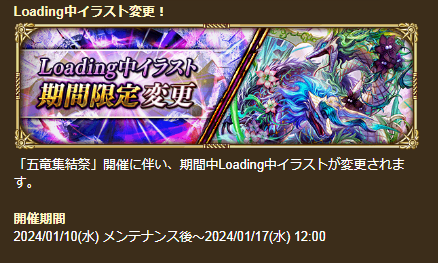 Loading中イラスト変更！
Loading中イラスト
期間限定変更
「五竜集結祭」開催に伴い、期間中Loading中イラストが変更されま
す。
開催期間
2024/01/10(水) メンテナンス後～2024/01/17(水) 12:00